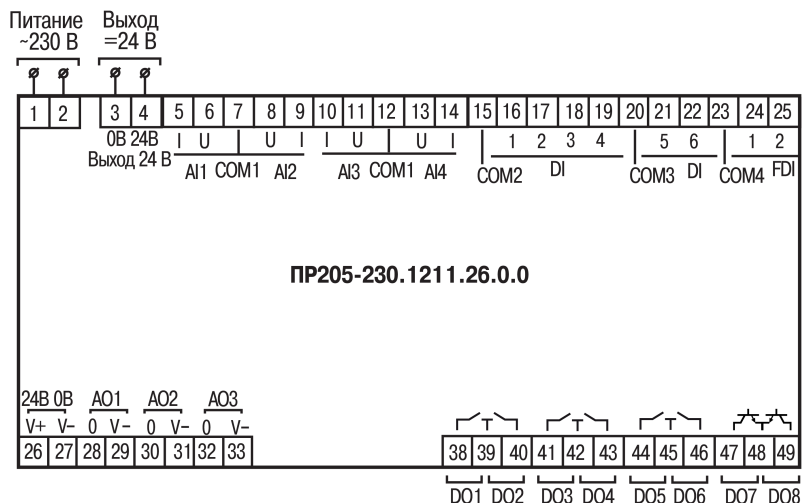 Питание Выход
~230 В =24 В
1 2 3 4 5 6 7 8 9 10 11 12 13 14 15 16 17 18 19 20 21 22 23 24 25
0В 24В I U U I I U U I 1 2 3 4 5 6 1 2
Выход 24 В AI1 COM1 AI2 AI3 COM1 AI4 COM2 DI COM3 DI COM4 FDI
ПР205-230.1211.26.0.0
24В 0В AO1 AO2 AO3
V+ V- 0 V- 0 V- 0 V-
26 27 28 29 30 31 32 33 38 39 40 41 42 43 44 45 46 47 48 49
DO1 DO2 DO3 DO4 DO5 DO6 DO7 DO8